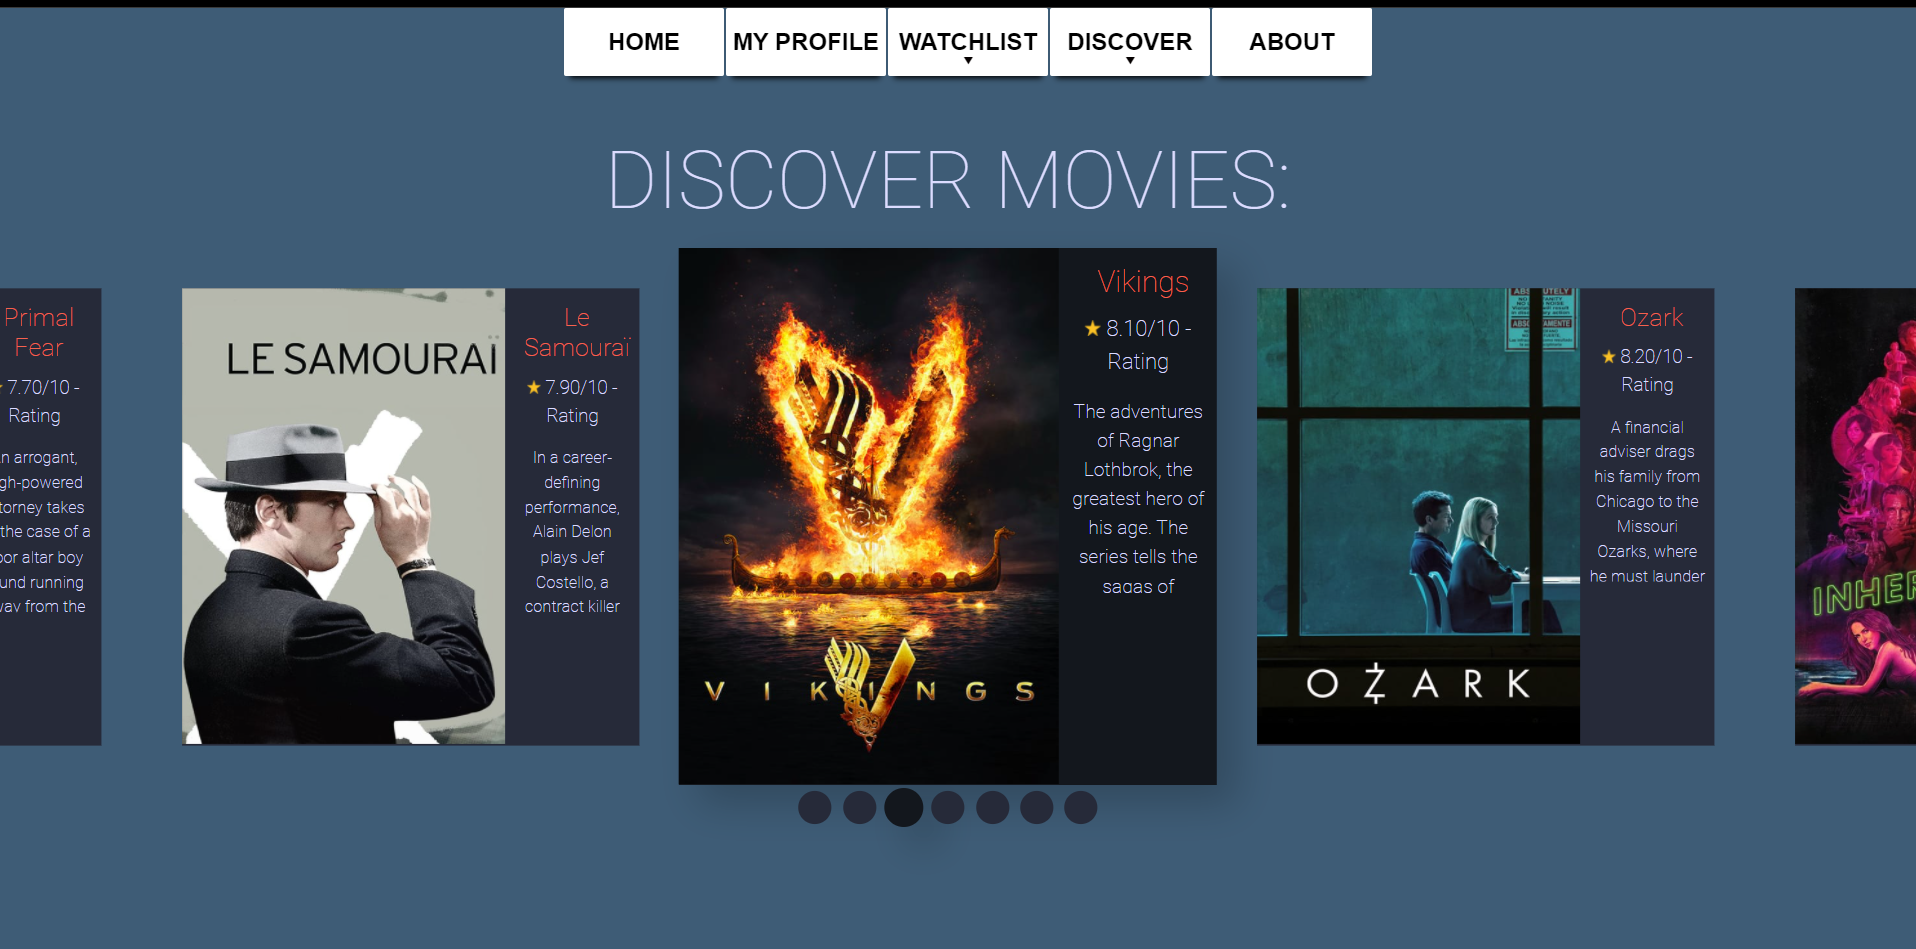 HOME
MY PROFILE
WATCHLIST
DISCOVER
ABOUT
DISCOVER MOVIES:
Primal
Fear
7.70/10 -
Rating
n arrogant,
gh-powered
torney takes
the case of a
oor altar boy
und running
way from the
LE SAMOURAÏ
Le
Samouraï
7.90/10 -
Rating
In a career-
defining
performance,
Alain Delon
plays Jef
Costello, a
contract killer
VIKINGS
Vikings
8.10/10 -
Rating
The adventures
of Ragnar
Lothbrok, the
greatest hero of
his age. The
series tells the
sagas of
OZARK
Ozark
8.20/10 -
Rating
A financial
adviser drags
his family from
Chicago to the
Missouri
Ozarks, where
he must launder
INHER